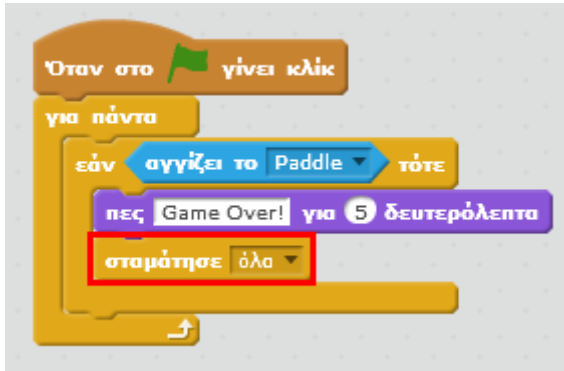 Όταν στο γίνει κλίκ
για πάντα
εάν αγγίζει το Paddle τότε
πες Game Over! για 5 δευτερόλεπτα
σταμάτησε όλα